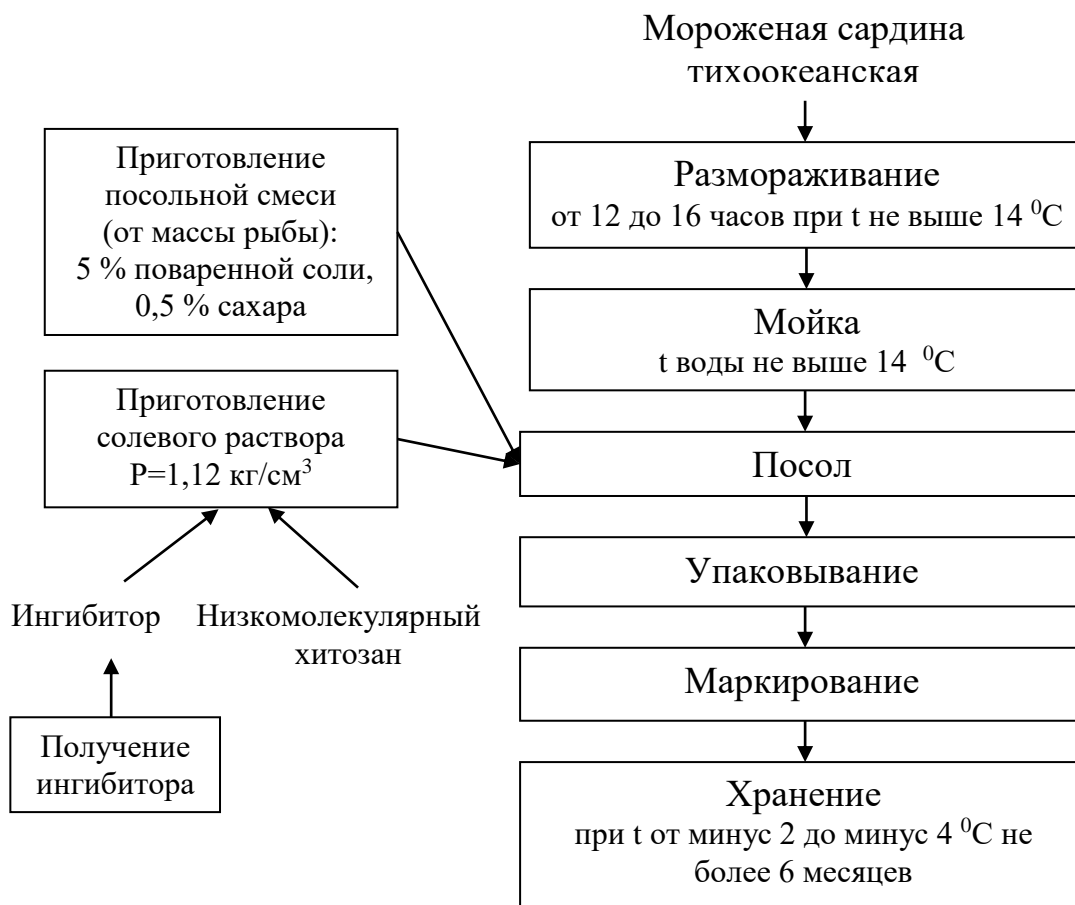 Мороженая сардина
тихоокеанская
Приготовление
посольной смеси
(от массы рыбы):
5 % поваренной соли,
0,5 % сахара
Размораживание
от 12 до 16 часов при t не выше 14 ⁰С
Мойка
t воды не выше 14 ⁰С
Приготовление
солевого раствора
Р=1,12 кг/см³
Посол
Ингибитор
Низкомолекулярный
хитозан
Получение
ингибитора
Упаковывание
Маркирование
Хранение
при t от минус 2 до минус 4 ⁰С не
более 6 месяцев